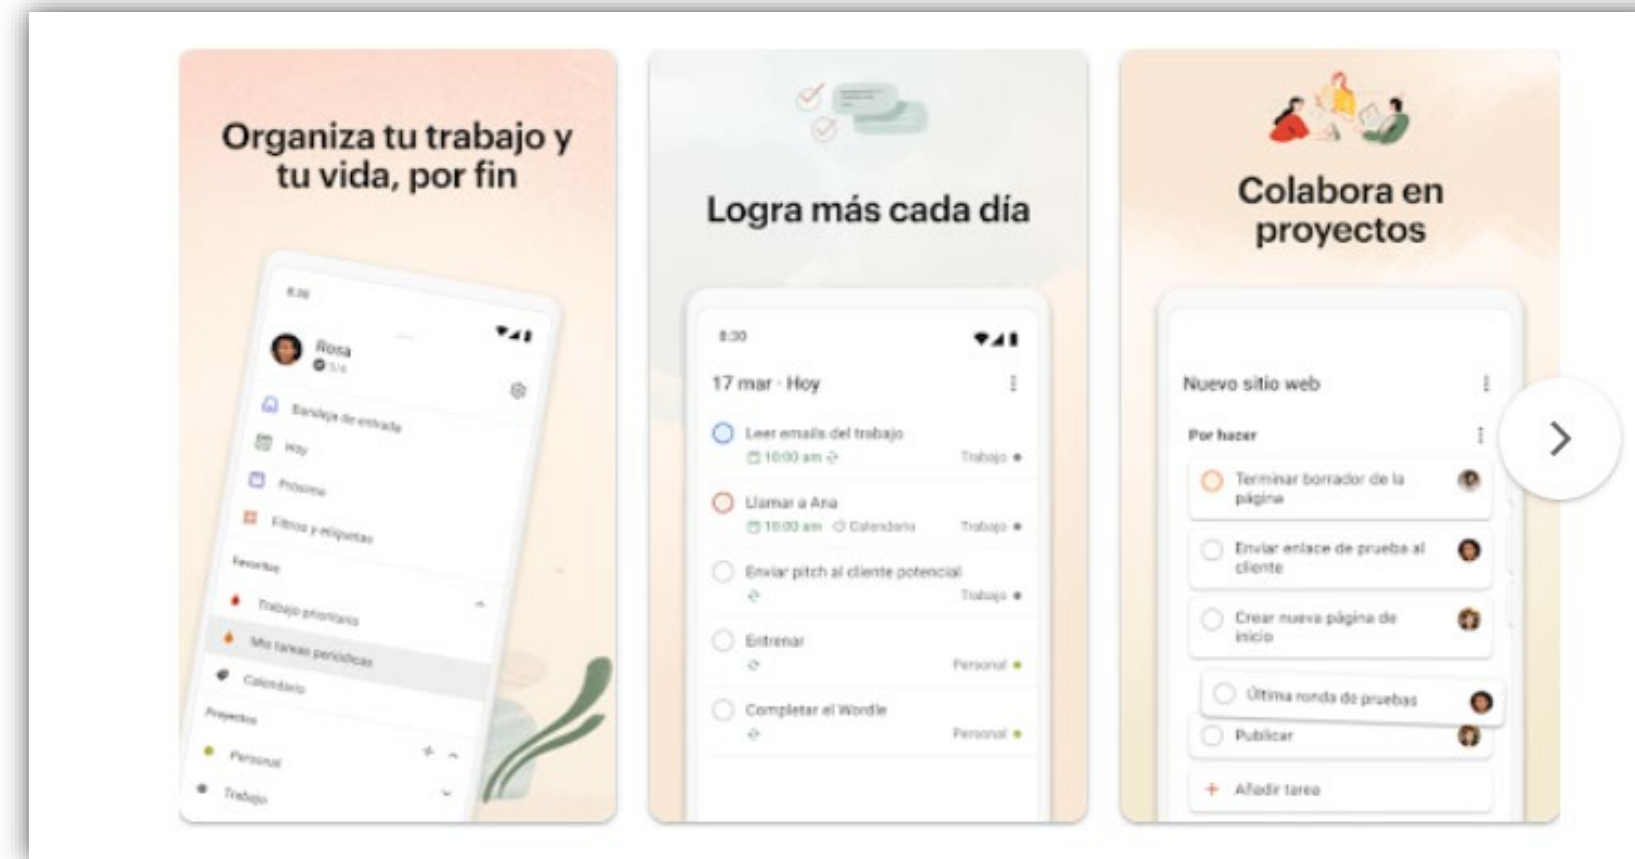 Organiza tu trabajo y
tu vida, por fin
8:30
Rosa
Bandeja de entrada
Hoy
Próximo
Filtros y etiquetas
Favoritos
Trabajo prioritario
Mis tareas periódicas
Calendario
Proyectos
Personal
Trabajo
Logra más cada día
8:30
17 mar · Hoy
Leer emails del trabajo
10:00 am
Trabajo
Llamar a Ana
10:00 am
Calendario
Trabajo
Enviar pitch al cliente potencial
Trabajo
Entrenar
Personal
Completar el Wordle
Personal
Colabora en
proyectos
Nuevo sitio web
Por hacer
Terminar borrador de la
página
Enviar enlace de prueba al
cliente
Crear nueva página de
inicio
Última ronda de pruebas
Publicar
+ Añadir tarea